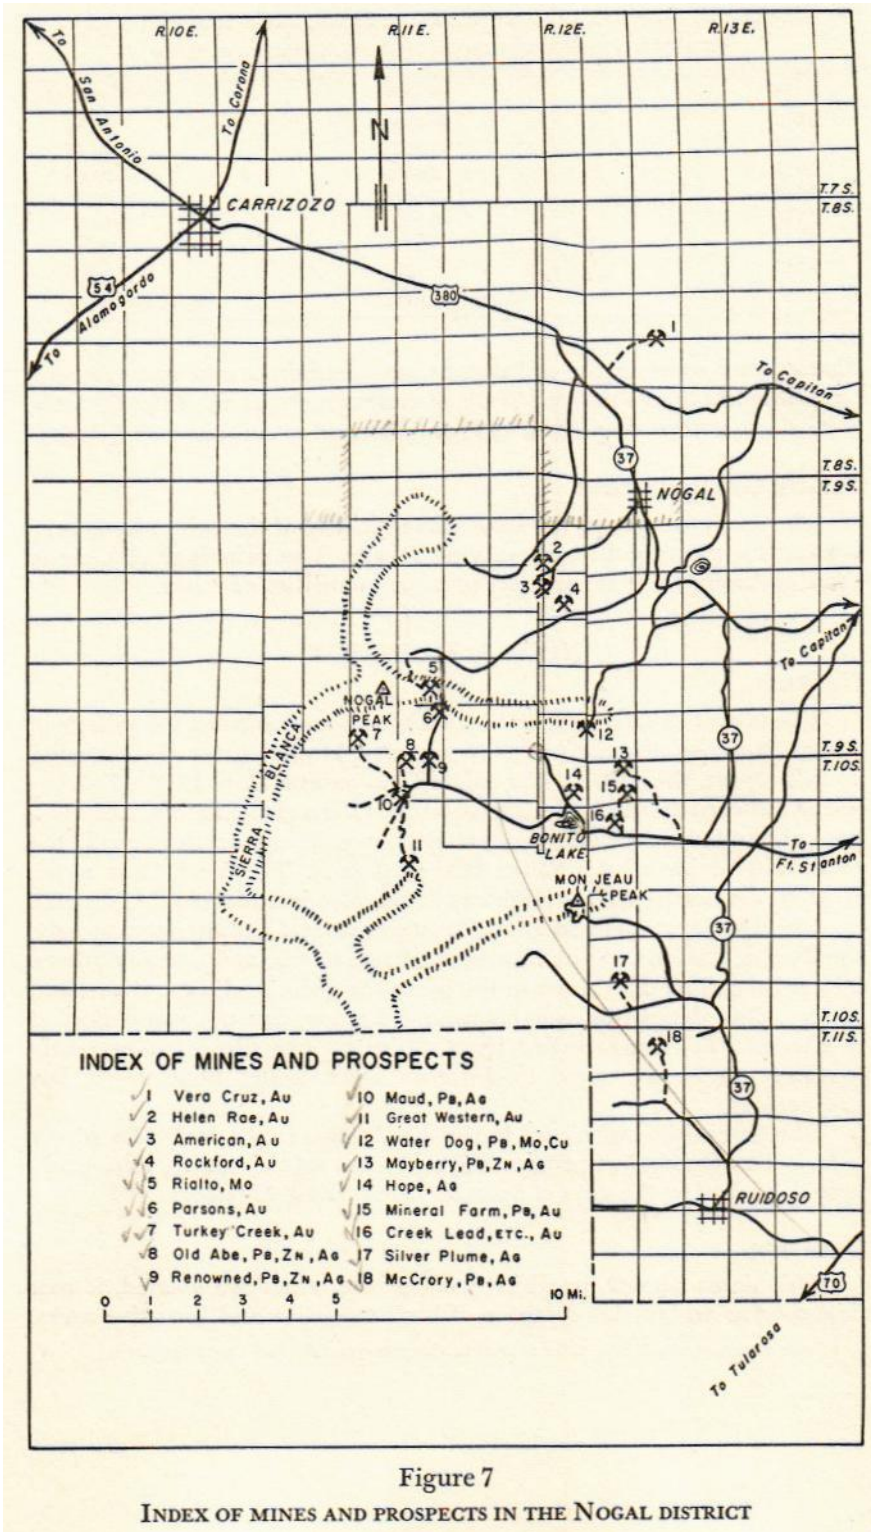 R.10E. R.11E. R.12E. R.13E.
To San Antonio
To Corona
N
T.7S.
T.8S.
CARRIZOZO
54
To Alamogordo
380
1
To Capitan
37
T.8S.
T.9S.
NOGAL
2
3
4
To Capitan
5
NOGAL
PEAK
6
7
SIERRA BLANCA
12
37
8
9
13
T.9S.
T.10S.
10
14
15
16
BONITO
LAKE
To
Ft. Stanton
11
MON JEAU
PEAK
37
17
T.10S.
T.11S.
18
37
INDEX OF MINES AND PROSPECTS
1 Vera Cruz, Au
2 Helen Rae, Au
3 American, Au
4 Rockford, Au
5 Rialto, Mo
6 Parsons, Au
7 Turkey Creek, Au
8 Old Abe, PB, ZN, AG
9 Renowned, PB, ZN, AG
10 Maud, PB, AG
11 Great Western, Au
12 Water Dog, PB, Mo, Cu
13 Mayberry, PB, ZN, AG
14 Hope, AG
15 Mineral Farm, PB, Au
16 Creek Lead, ETC., Au
17 Silver Plume, AG
18 McCrory, PB, AG
RUIDOSO
0 1 2 3 4 5 10 Mi.
70
To Tularosa
Figure 7
INDEX OF MINES AND PROSPECTS IN THE NOGAL DISTRICT